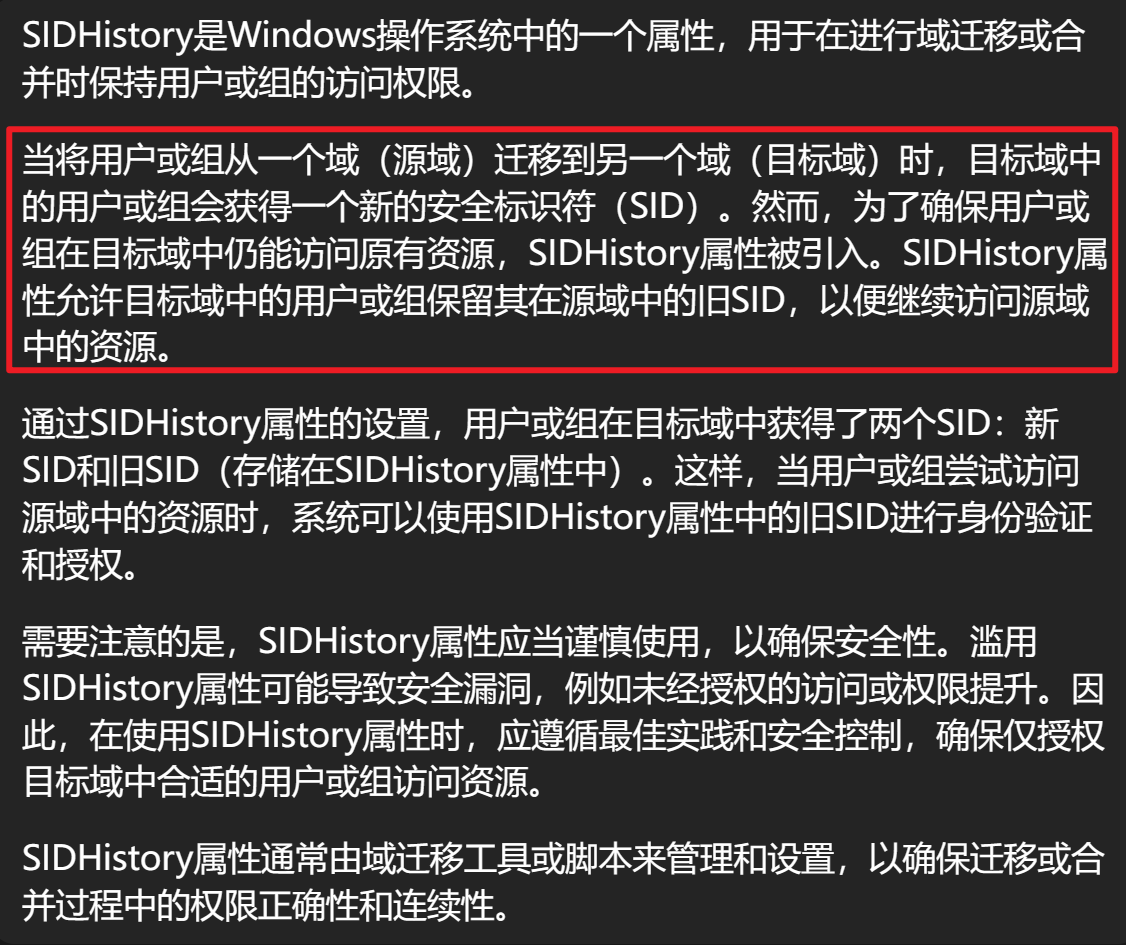 SIDHistory是Windows操作系统中的一个属性，用于在进行域迁移或合
并时保持用户或组的访问权限。
当将用户或组从一个域（源域）迁移到另一个域（目标域）时，目标域中
的用户或组会获得一个新的安全标识符（SID）。然而，为了确保用户或
组在目标域中仍能访问原有资源，SIDHistory属性被引入。SIDHistory属
性允许目标域中的用户或组保留其在源域中的旧SID，以便继续访问源域
中的资源。
通过SIDHistory属性的设置，用户或组在目标域中获得了两个SID：新
SID和旧SID（存储在SIDHistory属性中）。这样，当用户或组尝试访问
源域中的资源时，系统可以使用SIDHistory属性中的旧SID进行身份验证
和授权。
需要注意的是，SIDHistory属性应当谨慎使用，以确保安全性。滥用
SIDHistory属性可能导致安全漏洞，例如未经授权的访问或权限提升。因
此，在使用SIDHistory属性时，应遵循最佳实践和安全控制，确保仅授权
目标域中合适的用户或组访问资源。
SIDHistory属性通常由域迁移工具或脚本来管理和设置，以确保迁移或合
并过程中的权限正确性和连续性。